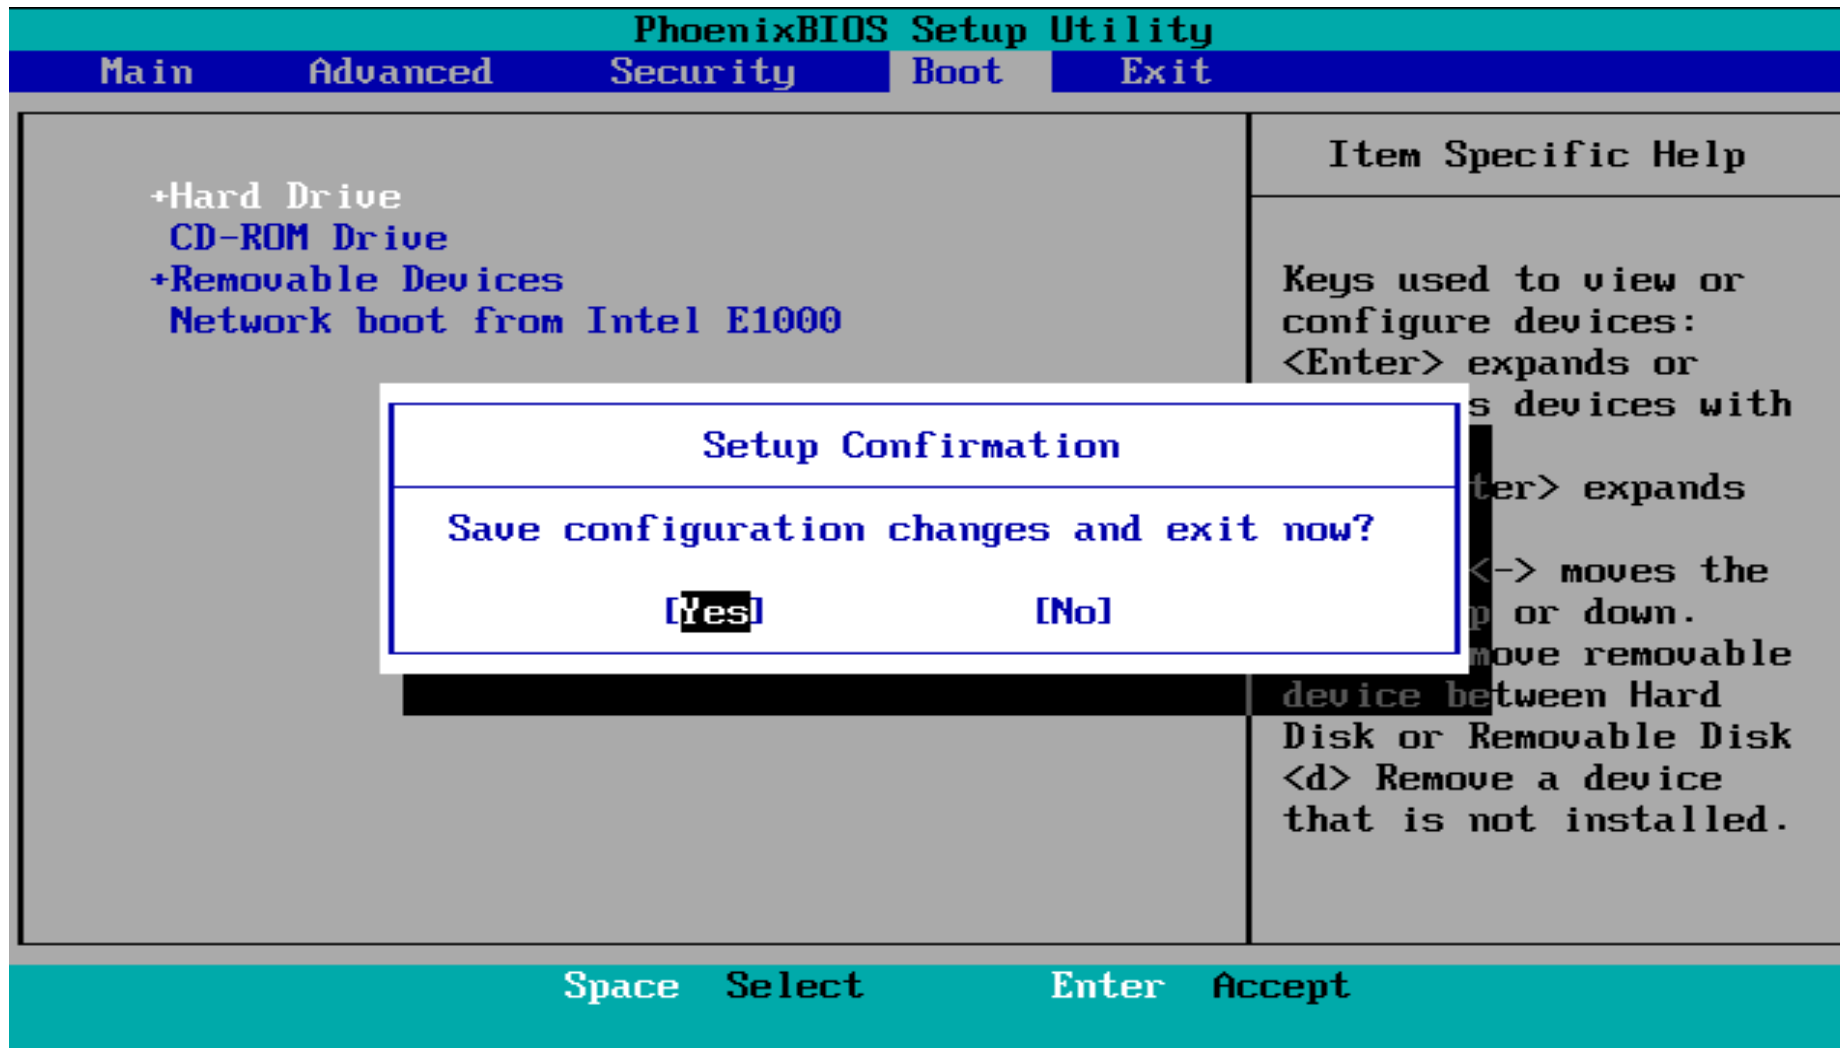 PhoenixBIOS Setup Utility
Main Advanced Security Boot Exit
+Hard Drive
CD-ROM Drive
+Removable Devices
Network boot from Intel E1000
Setup Confirmation
Save configuration changes and exit now?
[Yes] [No]
Item Specific Help
Keys used to view or
configure devices:
<Enter> expands or
devices with
expands
moves the
or down.
move removable
device between Hard
Disk or Removable Disk
<d> Remove a device
that is not installed.
Space Select Enter Accept